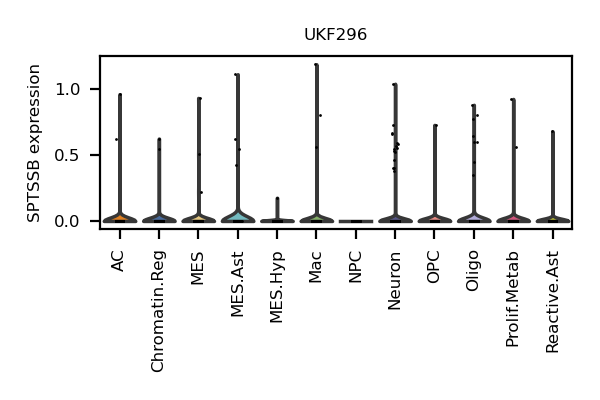 UKF296
SPTSSB expression
1.0
0.5
0.0
AC
Chromatin.Reg
MES
MES.Ast
MES.Hyp
Mac
NPC
Neuron
OPC
Oligo
Prolif.Metab
Reactive.Ast